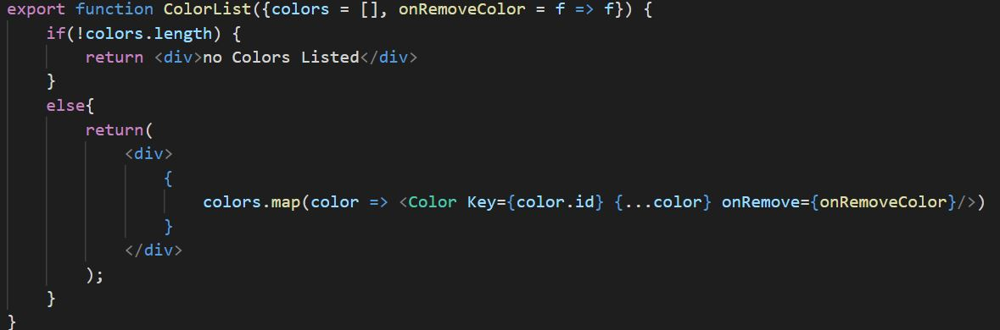 export function ColorList({colors = [], onRemoveColor = f => f}) {
    if(!colors.length) {
        return <div>no Colors Listed</div>
    }
    else{
        return(
            <div>
                {
                    colors.map(color => <Color Key={color.id} {...color} onRemove={onRemoveColor}/>)
                }
            </div>
        );
    }
}